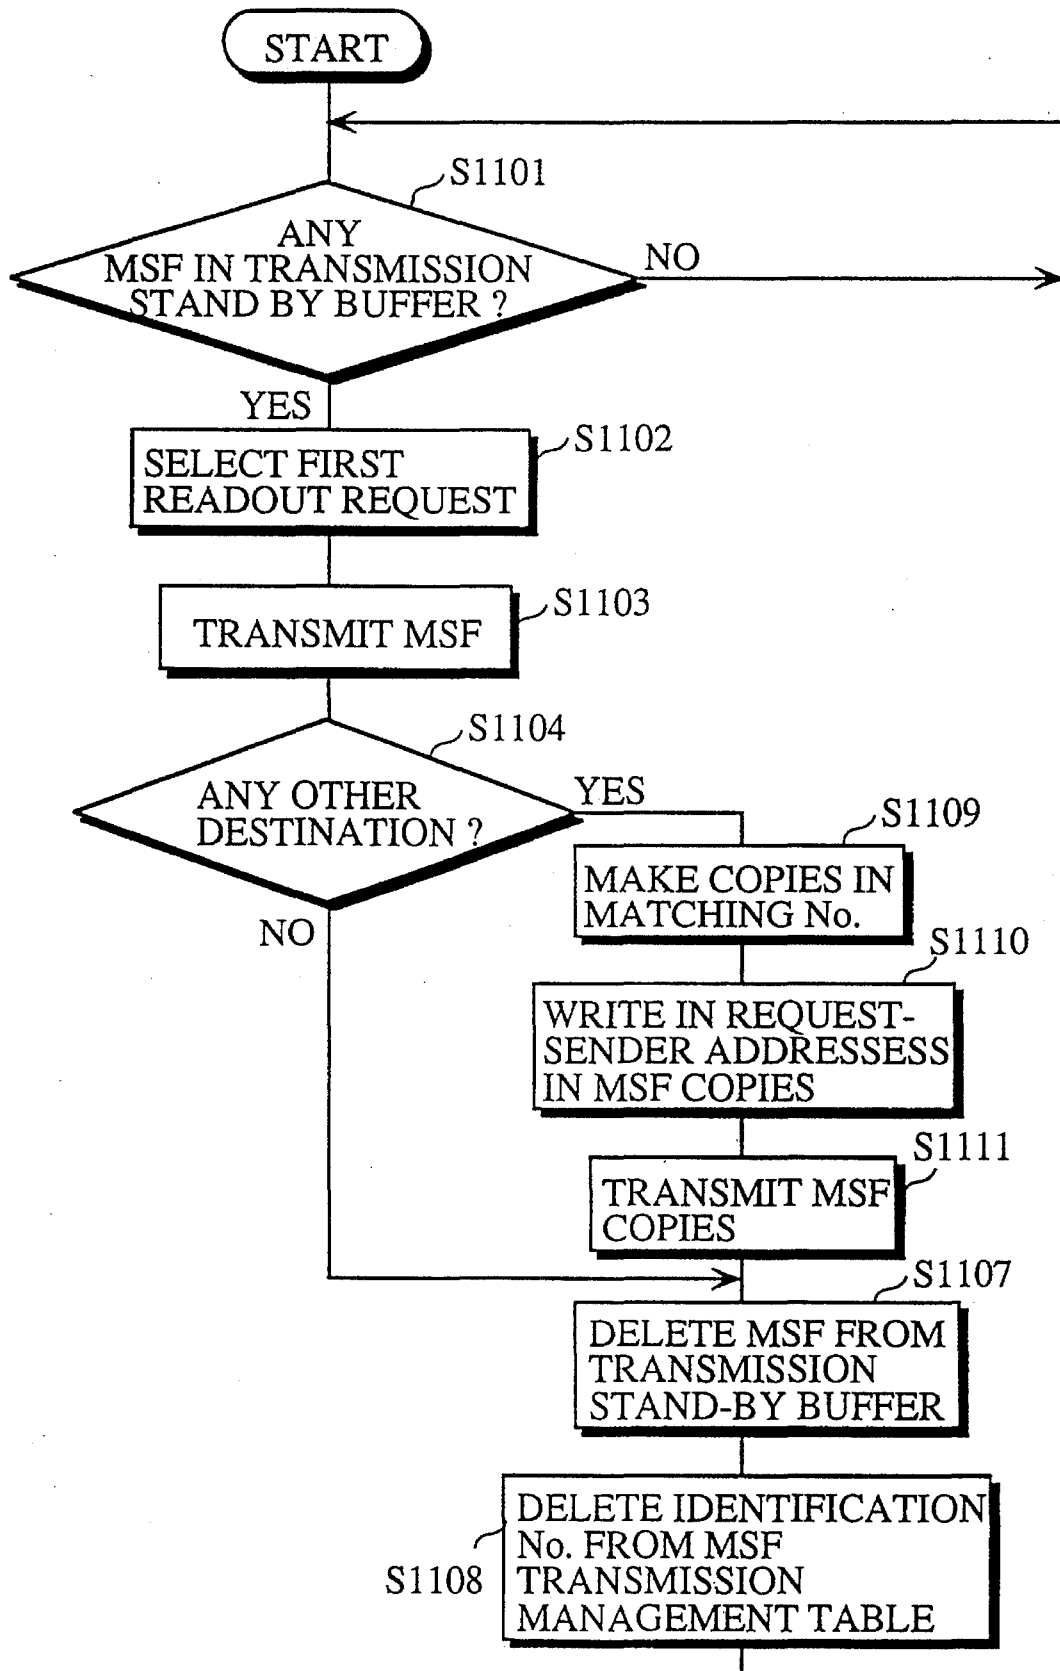 START
S1101
ANY
MSF IN TRANSMISSION
STAND BY BUFFER ?
NO
YES
S1102
SELECT FIRST
READOUT REQUEST
S1103
TRANSMIT MSF
S1104
ANY OTHER
DESTINATION ?
YES
NO
S1109
MAKE COPIES IN
MATCHING No.
S1110
WRITE IN REQUEST-
SENDER ADDRESSESS
IN MSF COPIES
S1111
TRANSMIT MSF
COPIES
S1107
DELETE MSF FROM
TRANSMISSION
STAND-BY BUFFER
S1108
DELETE IDENTIFICATION
No. FROM MSF
TRANSMISSION
MANAGEMENT TABLE